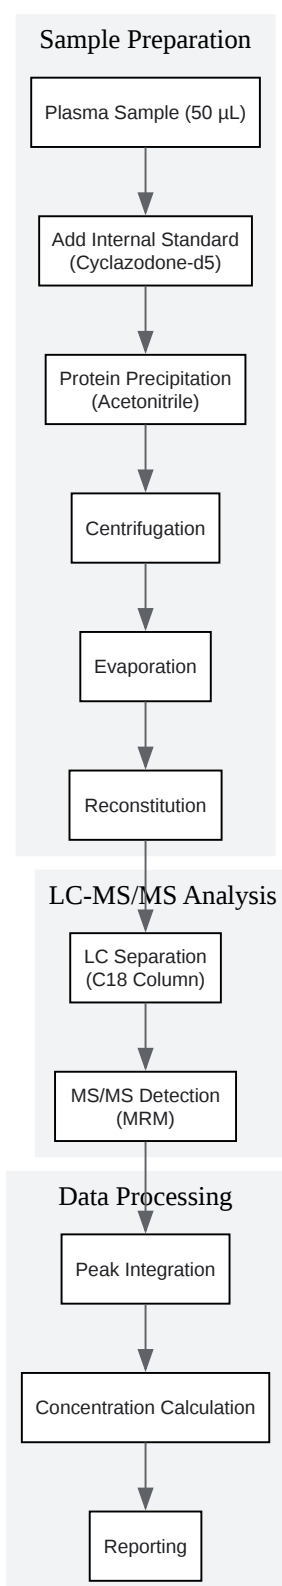 Sample Preparation
Plasma Sample (50 µL)
Add Internal Standard
(Cyclazodone-d5)
Protein Precipitation
(Acetonitrile)
Centrifugation
Evaporation
Reconstitution
LC-MS/MS Analysis
LC Separation
(C18 Column)
MS/MS Detection
(MRM)
Data Processing
Peak Integration
Concentration Calculation
Reporting